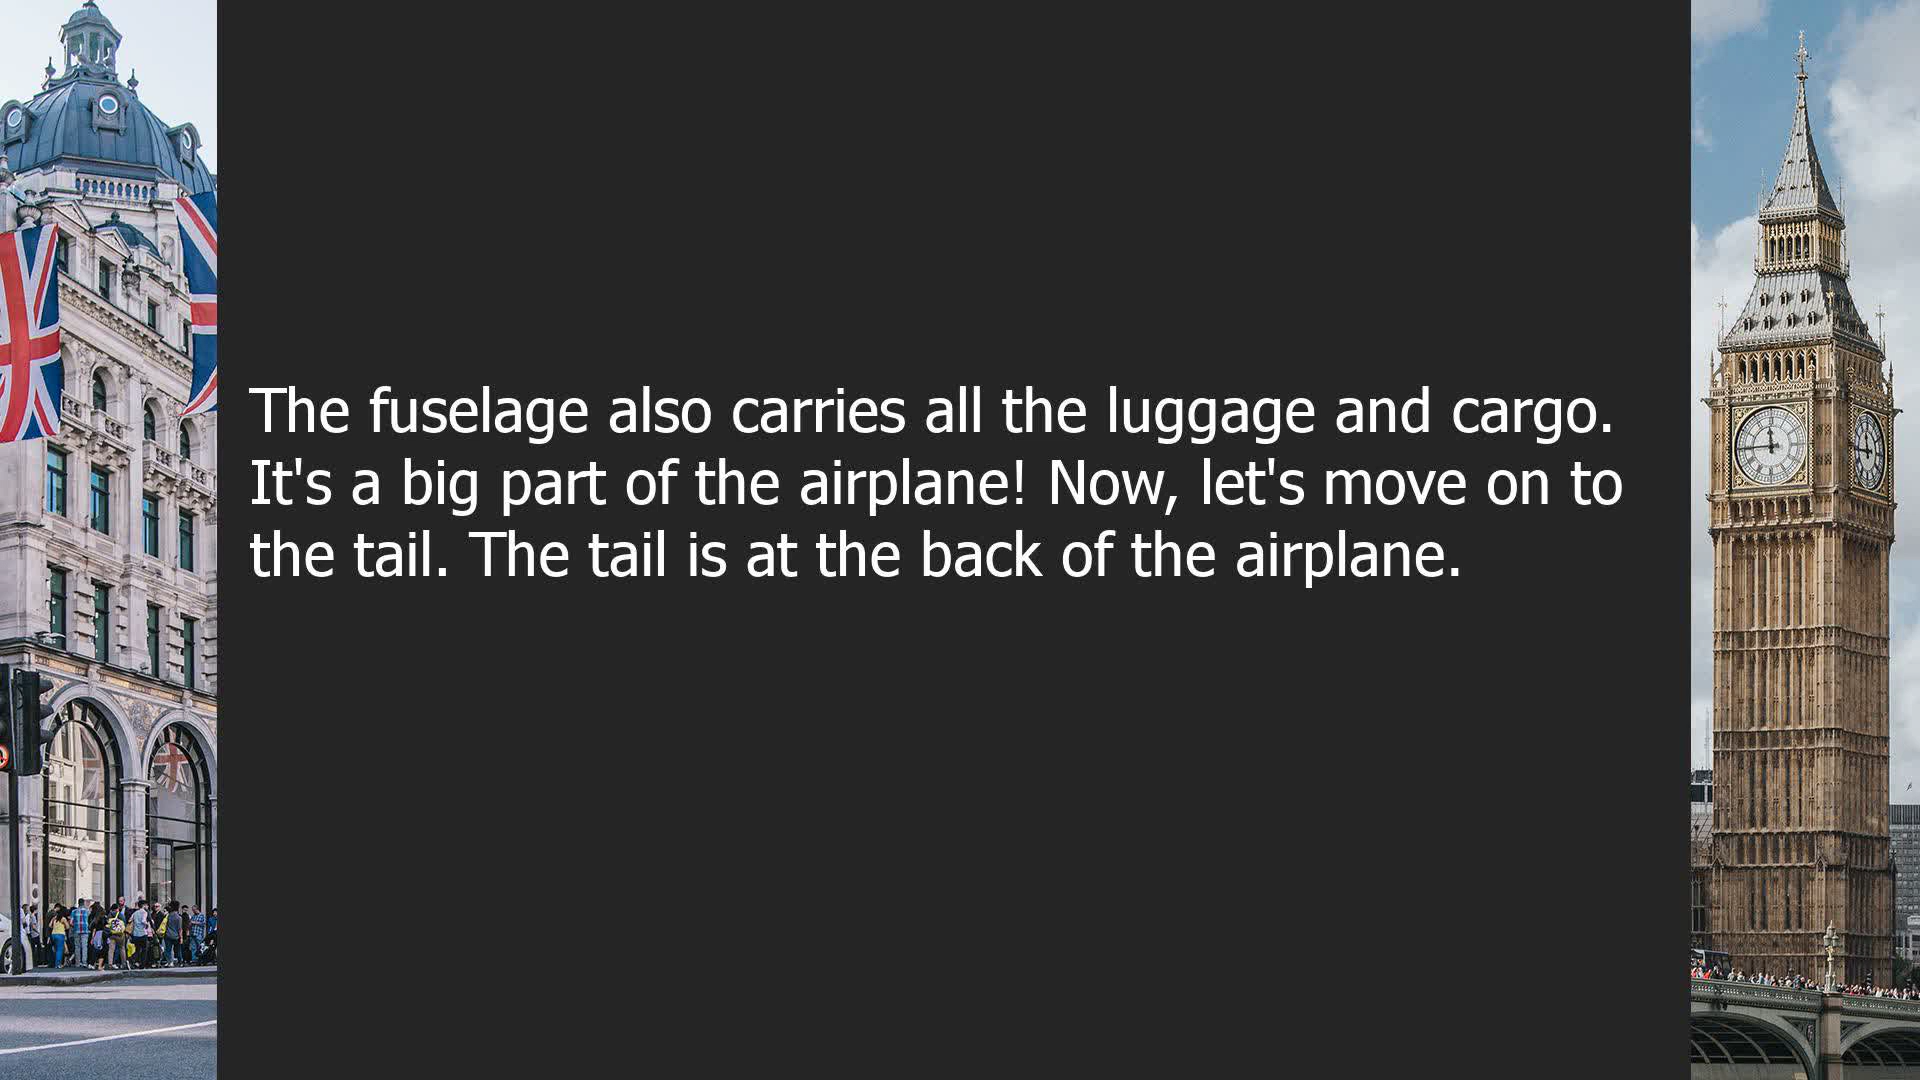 The fuselage also carries all the luggage and cargo.
It's a big part of the airplane! Now, let's move on to
the tail. The tail is at the back of the airplane.